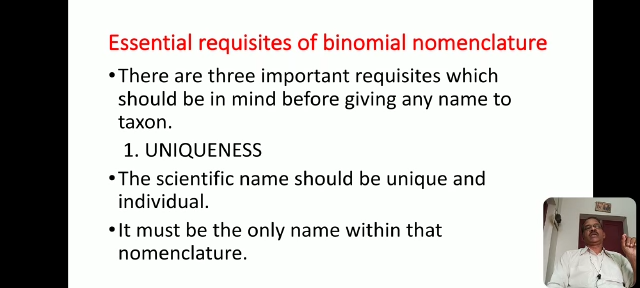 Essential requisites of binomial nomenclature
•There are three important requisites which
should be in mind before giving any name to
taxon.
1. UNIQUENESS
•The scientific name should be unique and
individual.
•It must be the only name within that
nomenclature.